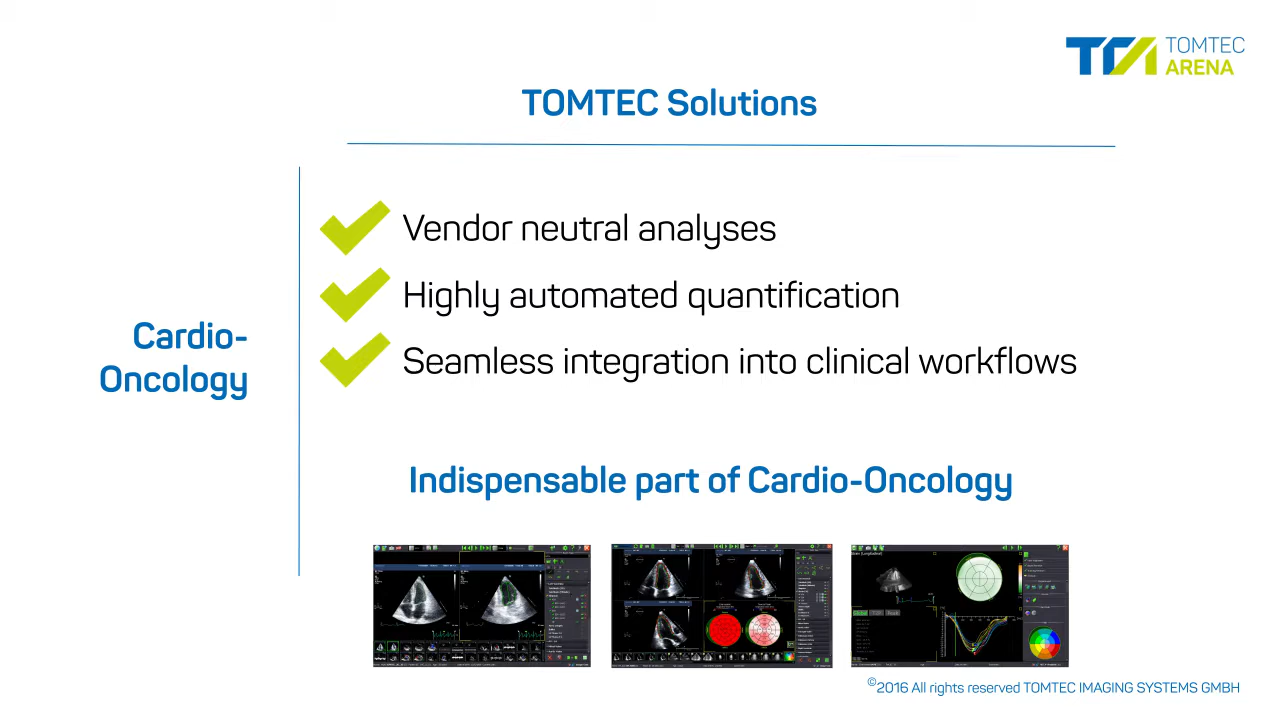 TOMTEC
ARENA
TOMTEC Solutions
Vendor neutral analyses
Highly automated quantification
Seamless integration into clinical workflows
Cardio-
Oncology
Indispensable part of Cardio-Oncology
©2016 All rights reserved TOMTEC IMAGING SYSTEMS GMBH